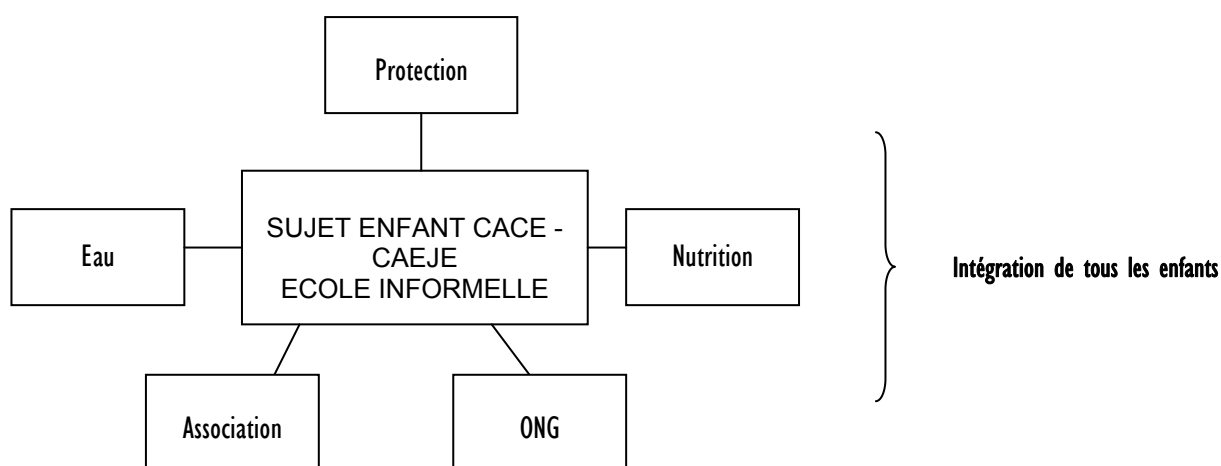 Protection
Eau
SUJET ENFANT CACE -
CAEJE
ECOLE INFORMELLE
Nutrition
Intégration de tous les enfants
Association
ONG